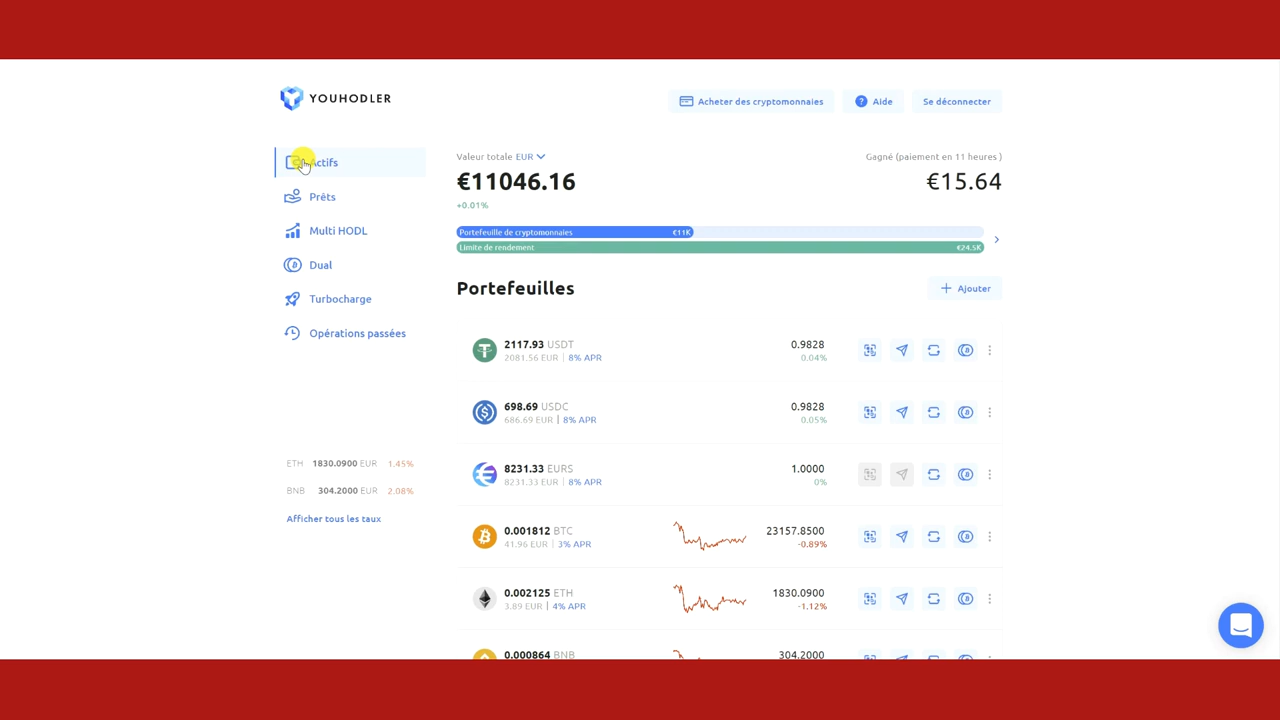 YOUHODLER
Acheter des cryptomonnaies
Aide
Se déconnecter
Actifs
Prêts
Multi HODL
Dual
Turbocharge
Opérations passées
ETH 1830.0900 EUR 1.45%
BNB 304.2000 EUR 2.08%
Afficher tous les taux
Valeur totale EUR
€11046.16
+0.01%
Gagné (paiement en 11 heures )
€15.64
Portefeuille de cryptomonnaies €11K
Limite de rendement €24.5K
Portefeuilles
Ajouter
2117.93 USDT 0.9828
2081.56 EUR | 8% APR 0.04%
698.69 USDC 0.9828
686.69 EUR | 8% APR 0.05%
8231.33 EURS 1.0000
8231.33 EUR | 8% APR 0%
0.001812 BTC 23157.8500
41.96 EUR | 3% APR -0.89%
0.002125 ETH 1830.0900
3.89 EUR | 4% APR -1.12%
0.000864 BNB 304.2000